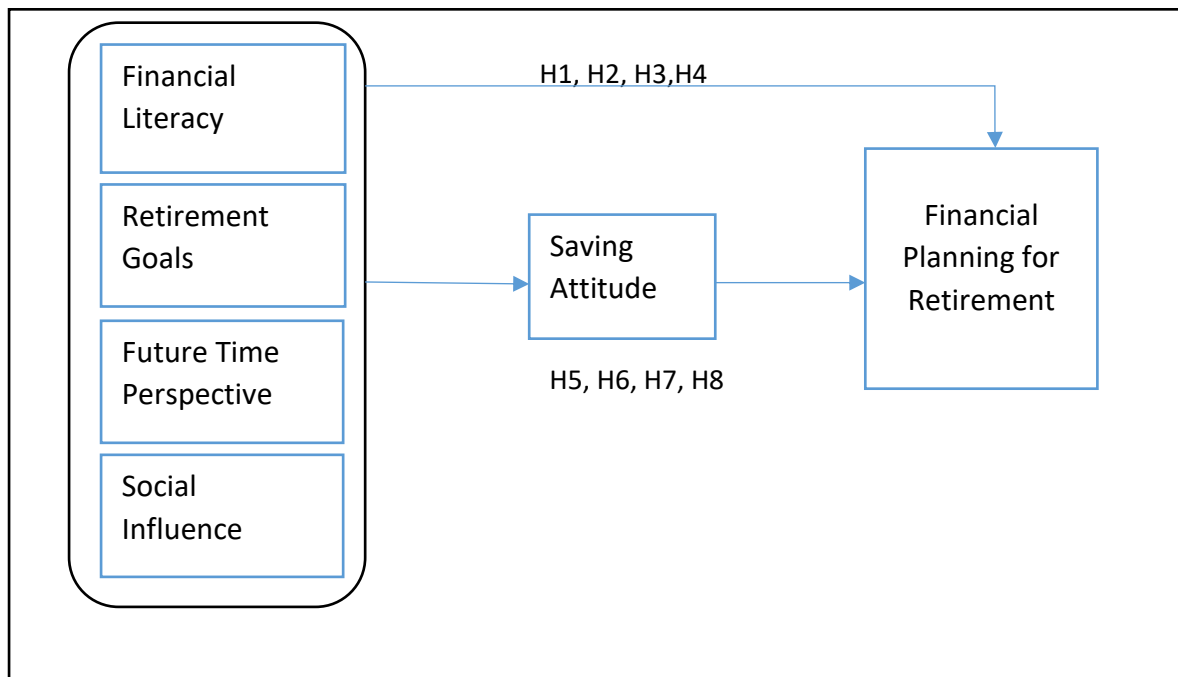 Financial
Literacy
Retirement
Goals
Future Time
Perspective
Social
Influence
H1, H2, H3,H4
Saving
Attitude
H5, H6, H7, H8
Financial
Planning for
Retirement